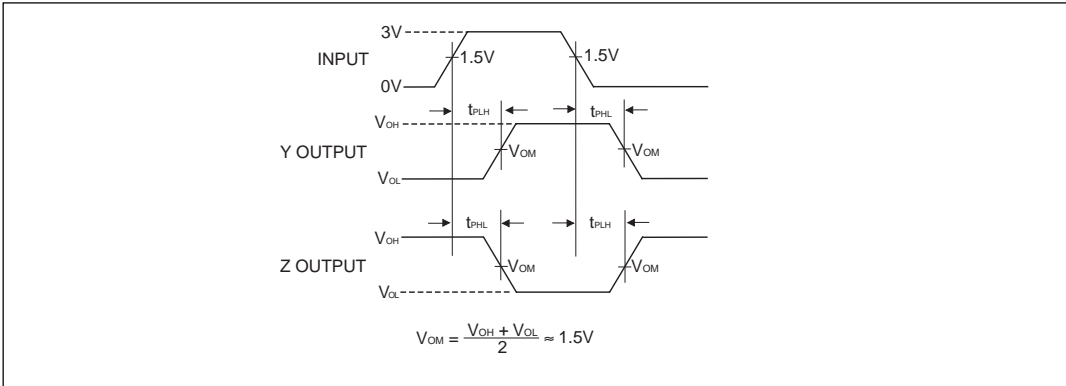 3V
INPUT
1.5V 1.5V
0V
tPLH tPHL
VOH
Y OUTPUT
VOM VOM
VOL
tPHL tPLH
VOH
Z OUTPUT
VOM VOM
VOL
VOM = VOH + VOL / 2 ≈ 1.5V